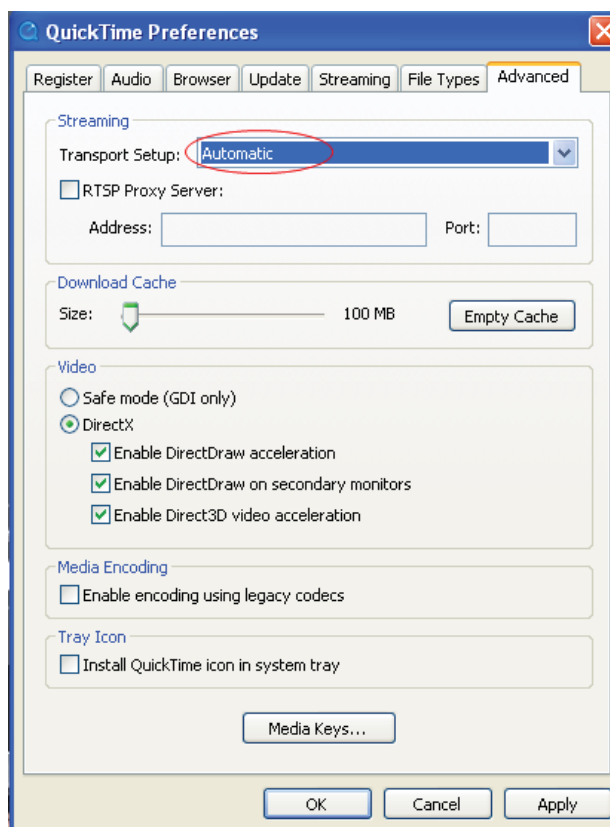 QuickTime Preferences
Register Audio Browser Update Streaming File Types Advanced
Streaming
Transport Setup: Automatic
RTSP Proxy Server:
Address: Port:
Download Cache
Size: 100 MB Empty Cache
Video
Safe mode (GDI only)
DirectX
Enable DirectDraw acceleration
Enable DirectDraw on secondary monitors
Enable Direct3D video acceleration
Media Encoding
Enable encoding using legacy codecs
Tray Icon
Install QuickTime icon in system tray
Media Keys...
OK Cancel Apply